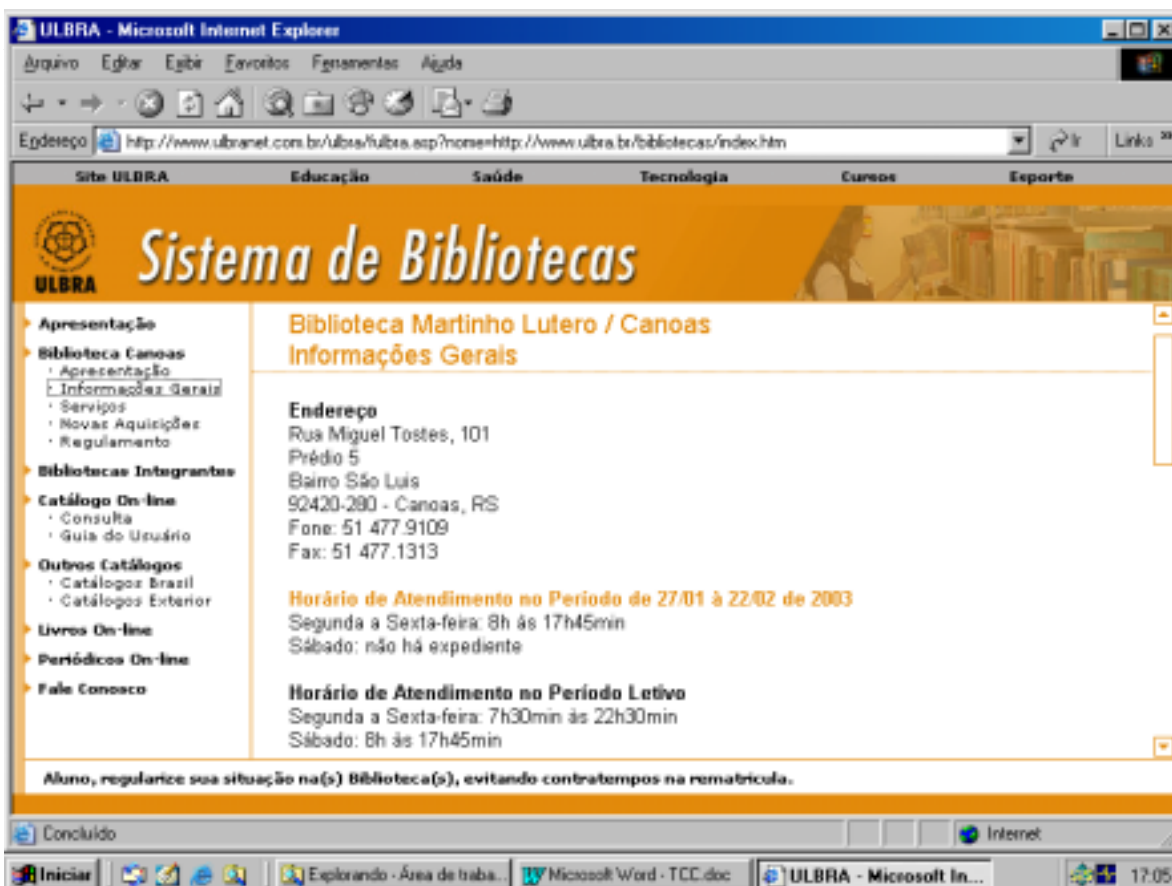 ULBRA - Microsoft Internet Explorer
Arquivo Editar Exibir Favoritos Ferramentas Ajuda
Endereço http://www.ulbranet.com.br/ulbra/fulbra.asp?nome=http://www.ulbra.br/bibliotecas/index.htm Ir Links »
Site ULBRA Educação Saúde Tecnologia Cursos Esporte
ULBRA
Sistema de Bibliotecas
Apresentação
Biblioteca Canoas
· Apresentação
· Informações Gerais
· Serviços
· Novas Aquisições
· Regulamento
Bibliotecas Integrantes
Catálogo On-line
· Consulta
· Guia do Usuário
Outros Catálogos
· Catálogos Brasil
· Catálogos Exterior
Livros On-line
Periódicos On-line
Fale Conosco
Biblioteca Martinho Lutero / Canoas
Informações Gerais
Endereço
Rua Miguel Tostes, 101
Prédio 5
Bairro São Luis
92420-280 - Canoas, RS
Fone: 51 477.9109
Fax: 51 477.1313
Horário de Atendimento no Período de 27/01 à 22/02 de 2003
Segunda a Sexta-feira: 8h às 17h45min
Sábado: não há expediente
Horário de Atendimento no Período Letivo
Segunda a Sexta-feira: 7h30min às 22h30min
Sábado: 8h às 17h45min
Aluno, regularize sua situação na(s) Biblioteca(s), evitando contratempos na rematrícula.
Concluído Internet
Iniciar Explorando - Área de traba... Microsoft Word - TCC.doc ULBRA - Microsoft In... 17:05